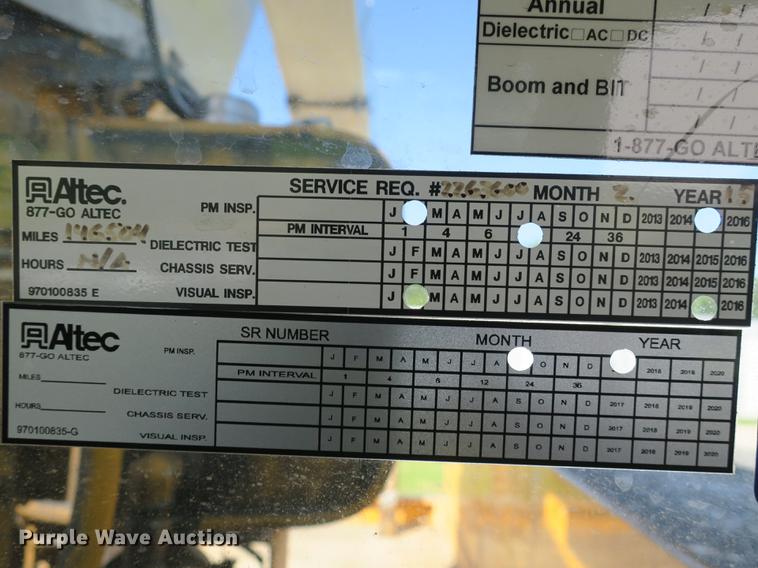 Annual / /
Dielectric □ AC □ DC / /
Boom and BIT / /
/ /
/ /
1-877-GO ALTE
Altec. SERVICE REQ. # MONTH 2 YEAR 15
877-GO ALTEC PM INSP. J M A M J J A S O N D 2013 2014 2016
MILES 146504 PM INTERVAL 1 4 6 24 36
DIELECTRIC TEST J F M A M J J A S O N D 2013 2014 2015 2016
HOURS N/A CHASSIS SERV. J F M A M J J A S O N D 2013 2014 2015 2016
970100835 E VISUAL INSP. J M A M J J A S O N D 2013 2014 2016
Altec SR NUMBER MONTH YEAR
877-GO ALTEC PM INSP. J F M A M J J A O N D 2018 2019 2020
MILES PM INTERVAL 1 4 6 12 24 36
DIELECTRIC TEST J F M A M J J A S O N D 2017 2018 2019 2020
HOURS CHASSIS SERV. J F M A M J J A S O N D 2017 2018 2019 2020
970100835-G VISUAL INSP. J F M A M J J A S O N D 2017 2018 2019 2020
Purple Wave Auction